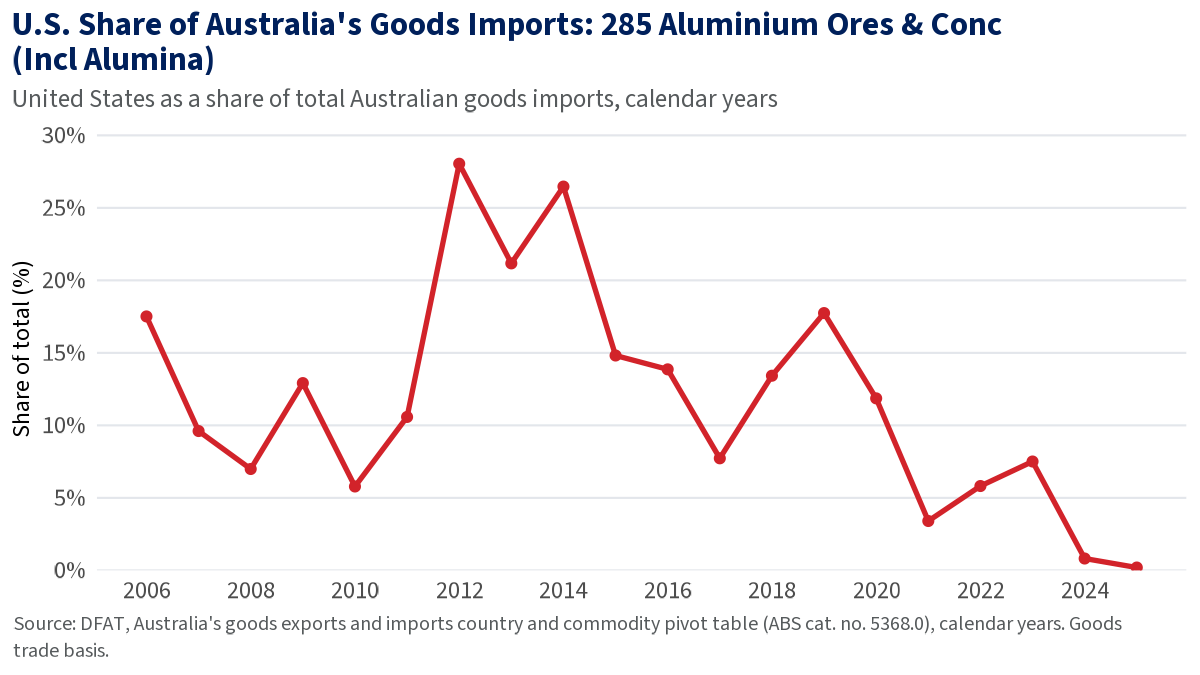 U.S. Share of Australia's Goods Imports: 285 Aluminium Ores & Conc
(Incl Alumina)
United States as a share of total Australian goods imports, calendar years
Share of total (%)
30%
25%
20%
15%
10%
5%
0%
2006 2008 2010 2012 2014 2016 2018 2020 2022 2024
Source: DFAT, Australia's goods exports and imports country and commodity pivot table (ABS cat. no. 5368.0), calendar years. Goods
trade basis.